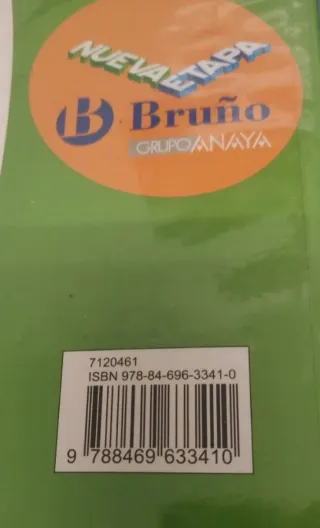 NUEVA ETAPA
B Bruño
GRUPO ANAYA
7120461
ISBN 978-84-696-3341-0
9 788469 633410